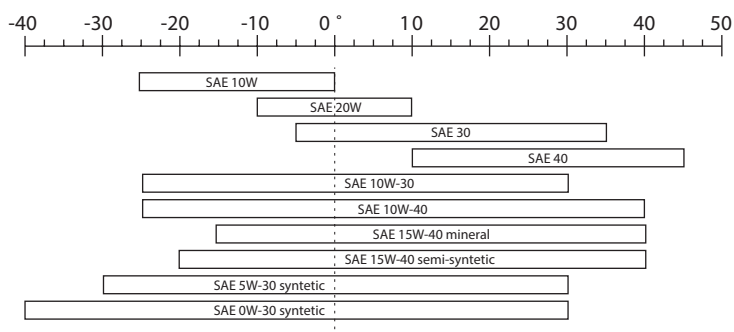 -40 -30 -20 -10 0 ° 10 20 30 40 50
SAE 10W
SAE 20W
SAE 30
SAE 40
SAE 10W-30
SAE 10W-40
SAE 15W-40 mineral
SAE 15W-40 semi-syntetic
SAE 5W-30 syntetic
SAE 0W-30 syntetic